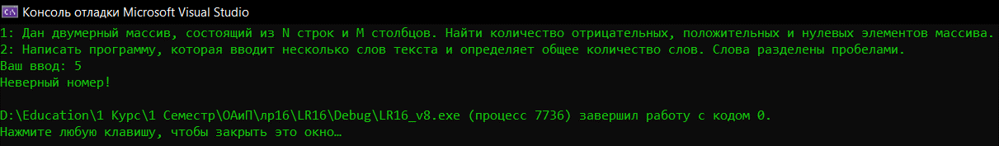 Консоль отладки Microsoft Visual Studio
1: Дан двумерный массив, состоящий из N строк и M столбцов. Найти количество отрицательных, положительных и нулевых элементов массива.
2: Написать программу, которая вводит несколько слов текста и определяет общее количество слов. Слова разделены пробелами.
Ваш ввод: 5
Неверный номер!
D:\Education\1 Курс\1 Семестр\ОАиП\лр16\LR16\Debug\LR16_v8.exe (процесс 7736) завершил работу с кодом 0.
Нажмите любую клавишу, чтобы закрыть это окно…